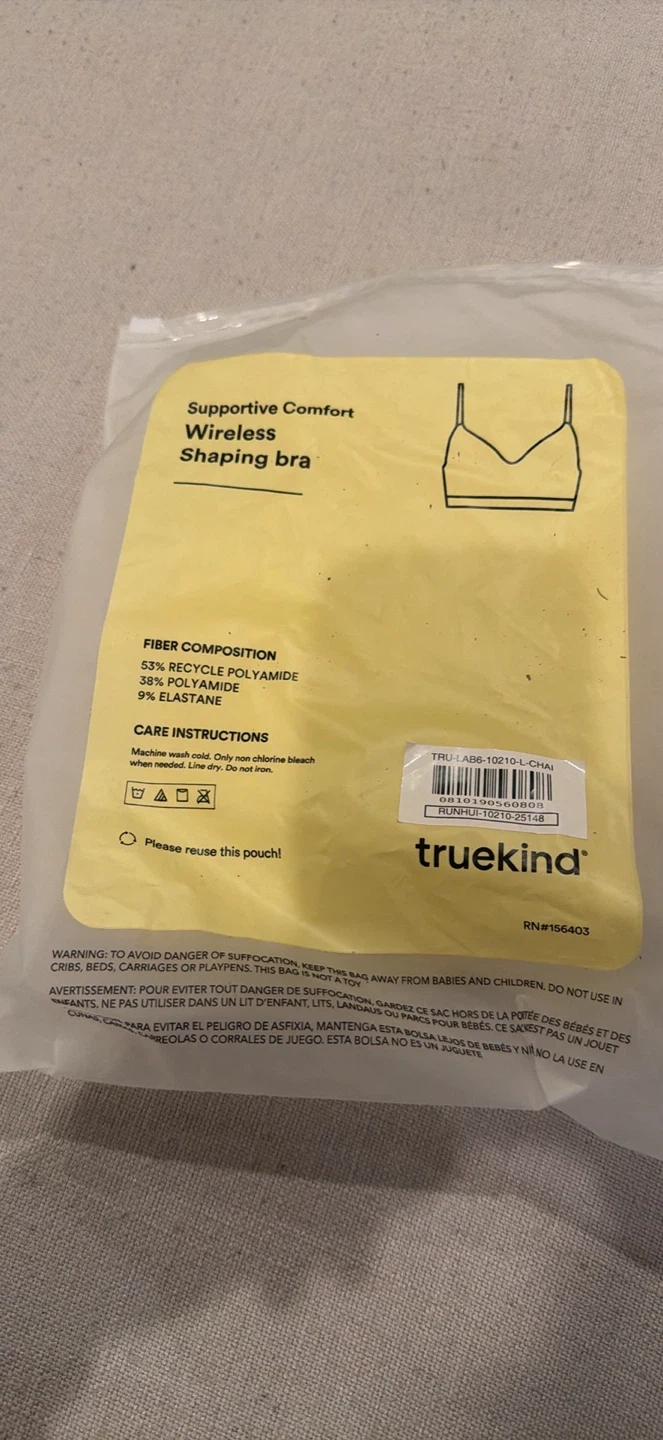 Supportive Comfort
Wireless
Shaping bra
FIBER COMPOSITION
53% RECYCLE POLYAMIDE
38% POLYAMIDE
9% ELASTANE
CARE INSTRUCTIONS
Machine wash cold. Only non chlorine bleach
when needed. Line dry. Do not iron.
Please reuse this pouch!
TRU-LAB6-10210-L-CHAI
0810190560808
RUNHUI-10210-25148
truekind®
RN#156403
WARNING: TO AVOID DANGER OF SUFFOCATION, KEEP THIS BAG AWAY FROM BABIES AND CHILDREN. DO NOT USE IN
CRIBS, BEDS, CARRIAGES OR PLAYPENS. THIS BAG IS NOT A TOY
AVERTISSEMENT: POUR EVITER TOUT DANGER DE SUFFOCATION, GARDEZ CE SAC HORS DE LA PORTÉE DES BÉBÉS ET DES
ENFANTS. NE PAS UTILISER DANS UN LIT D'ENFANT, LITS, LANDAUS OU PARCS POUR BÉBÉS. CE SAC N'EST PAS UN JOUET
PARA EVITAR EL PELIGRO DE ASFIXIA, MANTENGA ESTA BOLSA LEJOS DE BEBÉS Y NO LA USE EN
CUNAS, O CORRALES DE JUEGO. ESTA BOLSA NO ES UN JUGUETE